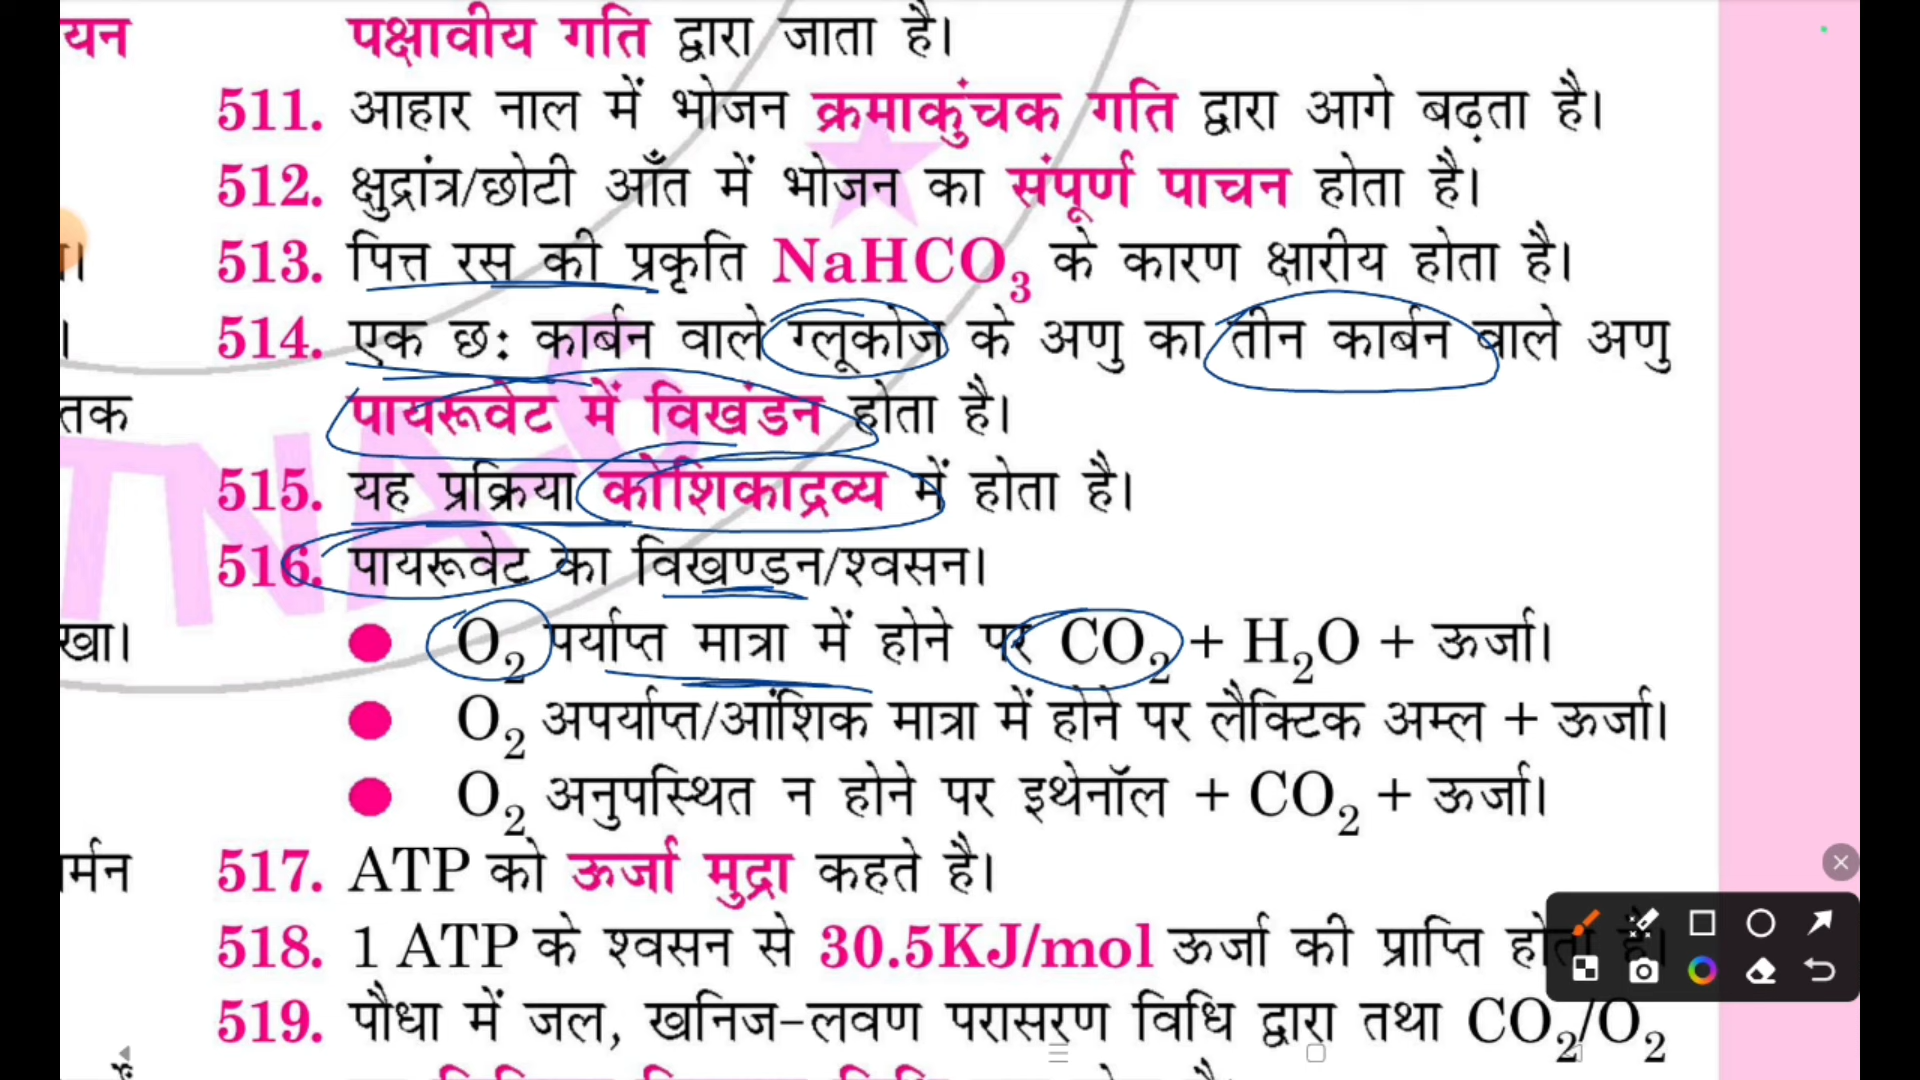 यन
पक्षावीय गति द्वारा जाता है।
511. आहार नाल में भोजन क्रमाकुंचक गति द्वारा आगे बढ़ता है।
512. क्षुद्रांत्र/छोटी आँत में भोजन का संपूर्ण पाचन होता है।
513. पित्त रस की प्रकृति NaHCO₃ के कारण क्षारीय होता है।
514. एक छः कार्बन वाले ग्लूकोज के अणु का तीन कार्बन वाले अणु
तक
पायरूवेट में विखंडन होता है।
515. यह प्रक्रिया कोशिकाद्रव्य में होता है।
516. पायरूवेट का विखण्डन/श्वसन।
खा।
O₂ पर्याप्त मात्रा में होने पर CO₂ + H₂O + ऊर्जा।
O₂ अपर्याप्त/आंशिक मात्रा में होने पर लैक्टिक अम्ल + ऊर्जा।
O₂ अनुपस्थित न होने पर इथेनॉल + CO₂ + ऊर्जा।
र्मन
517. ATP को ऊर्जा मुद्रा कहते है।
518. 1 ATP के श्वसन से 30.5KJ/mol ऊर्जा की प्राप्ति होता है।
519. पौधा में जल, खनिज-लवण परासरण विधि द्वारा तथा CO₂/O₂